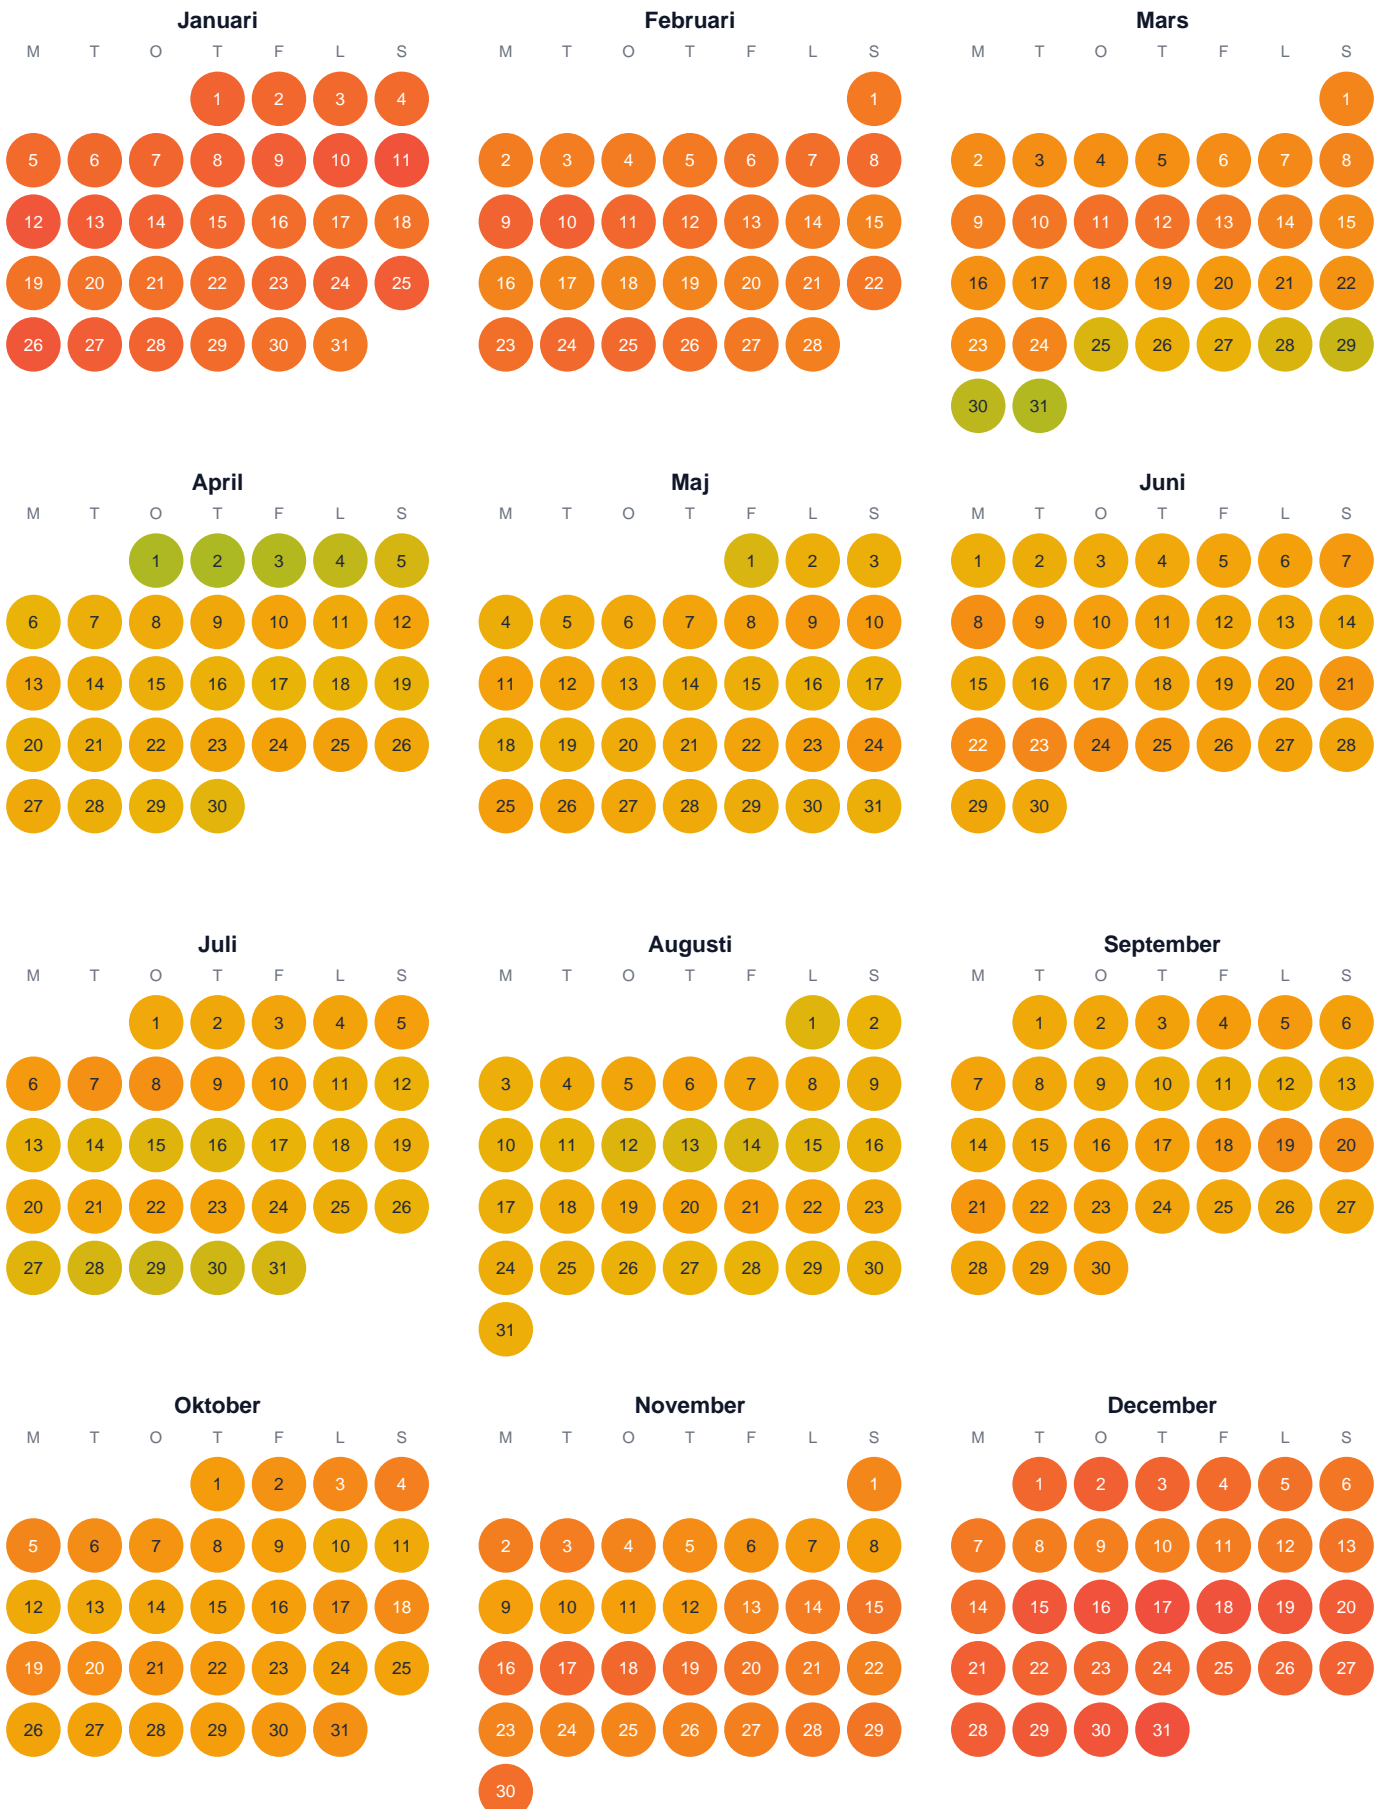 Januari Februari Mars
M T O T F L S M T O T F L S M T O T F L S
1 2 3 4 1 1
5 6 7 8 9 10 11 2 3 4 5 6 7 8 2 3 4 5 6 7 8
12 13 14 15 16 17 18 9 10 11 12 13 14 15 9 10 11 12 13 14 15
19 20 21 22 23 24 25 16 17 18 19 20 21 22 16 17 18 19 20 21 22
26 27 28 29 30 31 23 24 25 26 27 28 23 24 25 26 27 28 29
30 31
April Maj Juni
M T O T F L S M T O T F L S M T O T F L S
1 2 3 4 5 1 2 3 1 2 3 4 5 6 7
6 7 8 9 10 11 12 4 5 6 7 8 9 10 8 9 10 11 12 13 14
13 14 15 16 17 18 19 11 12 13 14 15 16 17 15 16 17 18 19 20 21
20 21 22 23 24 25 26 18 19 20 21 22 23 24 22 23 24 25 26 27 28
27 28 29 30 25 26 27 28 29 30 31 29 30
Juli Augusti September
M T O T F L S M T O T F L S M T O T F L S
1 2 3 4 5 1 2 1 2 3 4 5 6
6 7 8 9 10 11 12 3 4 5 6 7 8 9 7 8 9 10 11 12 13
13 14 15 16 17 18 19 10 11 12 13 14 15 16 14 15 16 17 18 19 20
20 21 22 23 24 25 26 17 18 19 20 21 22 23 21 22 23 24 25 26 27
27 28 29 30 31 24 25 26 27 28 29 30 28 29 30
31
Oktober November December
M T O T F L S M T O T F L S M T O T F L S
1 2 3 4 1 1 2 3 4 5 6
5 6 7 8 9 10 11 2 3 4 5 6 7 8 7 8 9 10 11 12 13
12 13 14 15 16 17 18 9 10 11 12 13 14 15 14 15 16 17 18 19 20
19 20 21 22 23 24 25 16 17 18 19 20 21 22 21 22 23 24 25 26 27
26 27 28 29 30 31 23 24 25 26 27 28 29 28 29 30 31
30